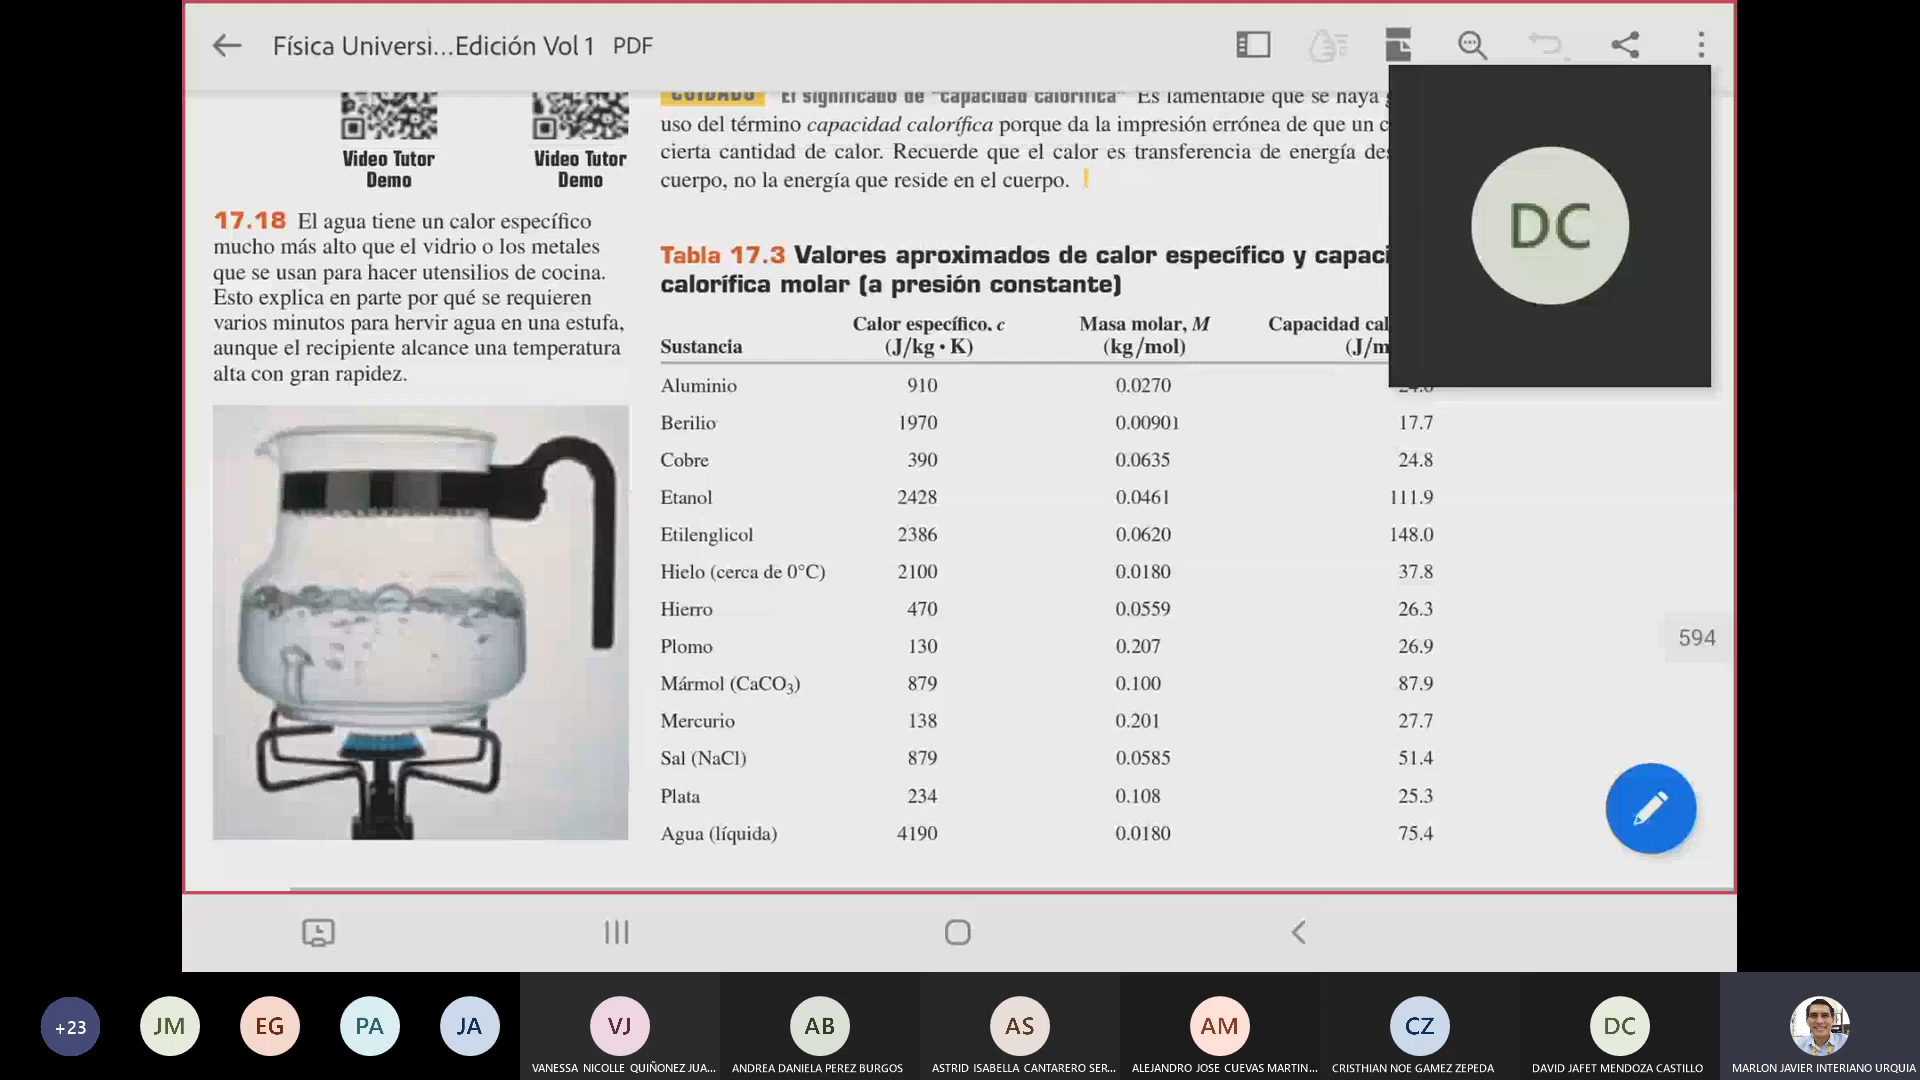 Física Universi...Edición Vol 1 PDF
Video Tutor Demo
Video Tutor Demo
17.18 El agua tiene un calor específico
mucho más alto que el vidrio o los metales
que se usan para hacer utensilios de cocina.
Esto explica en parte por qué se requieren
varios minutos para hervir agua en una estufa,
aunque el recipiente alcance una temperatura
alta con gran rapidez.
CUIDADO El significado de "capacidad calorífica" Es lamentable que se haya
uso del término capacidad calorífica porque da la impresión errónea de que un
cierta cantidad de calor. Recuerde que el calor es transferencia de energía
cuerpo, no la energía que reside en el cuerpo.
Tabla 17.3 Valores aproximados de calor específico y
calorífica molar (a presión constante)
Sustancia Calor específico, c (J/kg • K) Masa molar, M (kg/mol) Capacidad
Aluminio 910 0.0270
Berilio 1970 0.00901 17.7
Cobre 390 0.0635 24.8
Etanol 2428 0.0461 111.9
Etilenglicol 2386 0.0620 148.0
Hielo (cerca de 0°C) 2100 0.0180 37.8
Hierro 470 0.0559 26.3
Plomo 130 0.207 26.9
Mármol (CaCO₃) 879 0.100 87.9
Mercurio 138 0.201 27.7
Sal (NaCl) 879 0.0585 51.4
Plata 234 0.108 25.3
Agua (líquida) 4190 0.0180 75.4
DC
594
+23 JM EG PA JA VJ AB AS AM CZ DC
VANESSA NICOLLE QUIÑONEZ JUA... ANDREA DANIELA PEREZ BURGOS ASTRID ISABELLA CANTARERO SER... ALEJANDRO JOSE CUEVAS MARTIN... CRISTHIAN NOE GAMEZ ZEPEDA DAVID JAFET MENDOZA CASTILLO MARLON JAVIER INTERIANO URQUIA